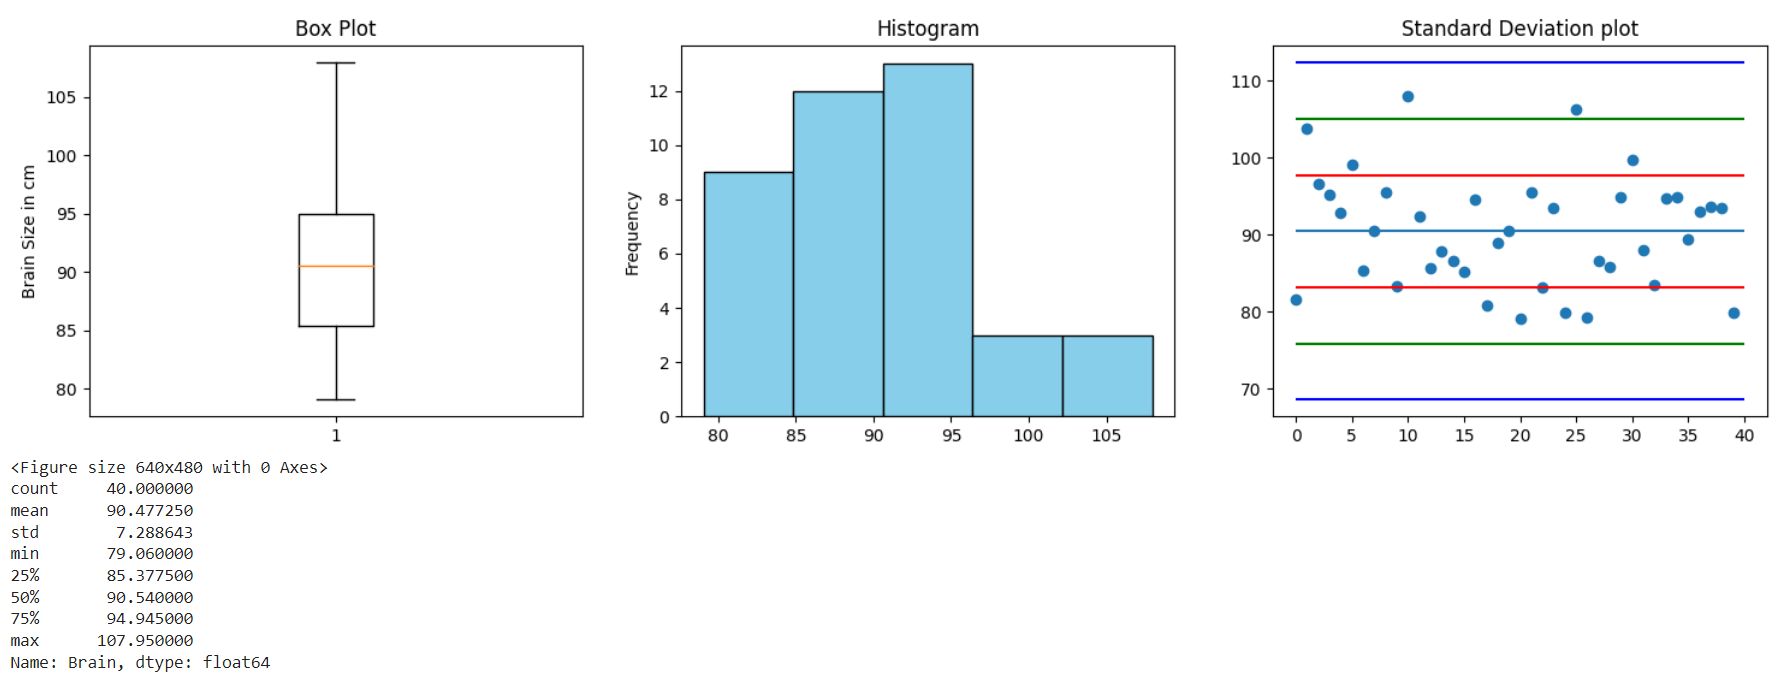 Box Plot
Brain Size in cm
105
100
95
90
85
80
1
Histogram
Frequency
12
10
8
6
4
2
0
80 85 90 95 100 105
Standard Deviation plot
110
100
90
80
70
0 5 10 15 20 25 30 35 40
<Figure size 640x480 with 0 Axes>
count 40.000000
mean 90.477250
std 7.288643
min 79.060000
25% 85.377500
50% 90.540000
75% 94.945000
max 107.950000
Name: Brain, dtype: float64